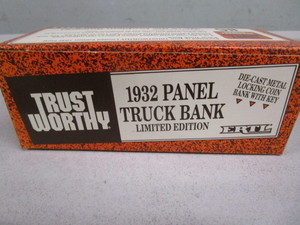 TRUST
WORTHY
1932 PANEL
TRUCK BANK
LIMITED EDITION
DIE-CAST METAL
LOCKING COIN
BANK WITH KEY
ERTL